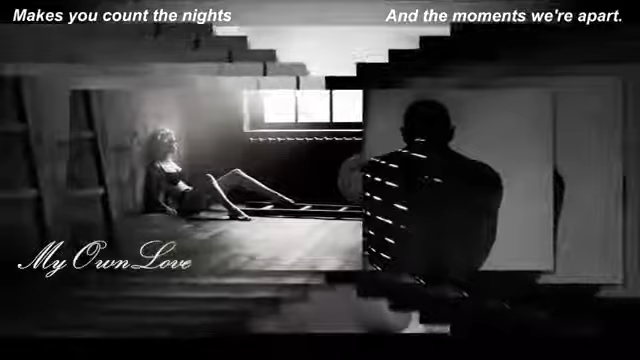 Makes you count the nights
And the moments we're apart.
My Own Love